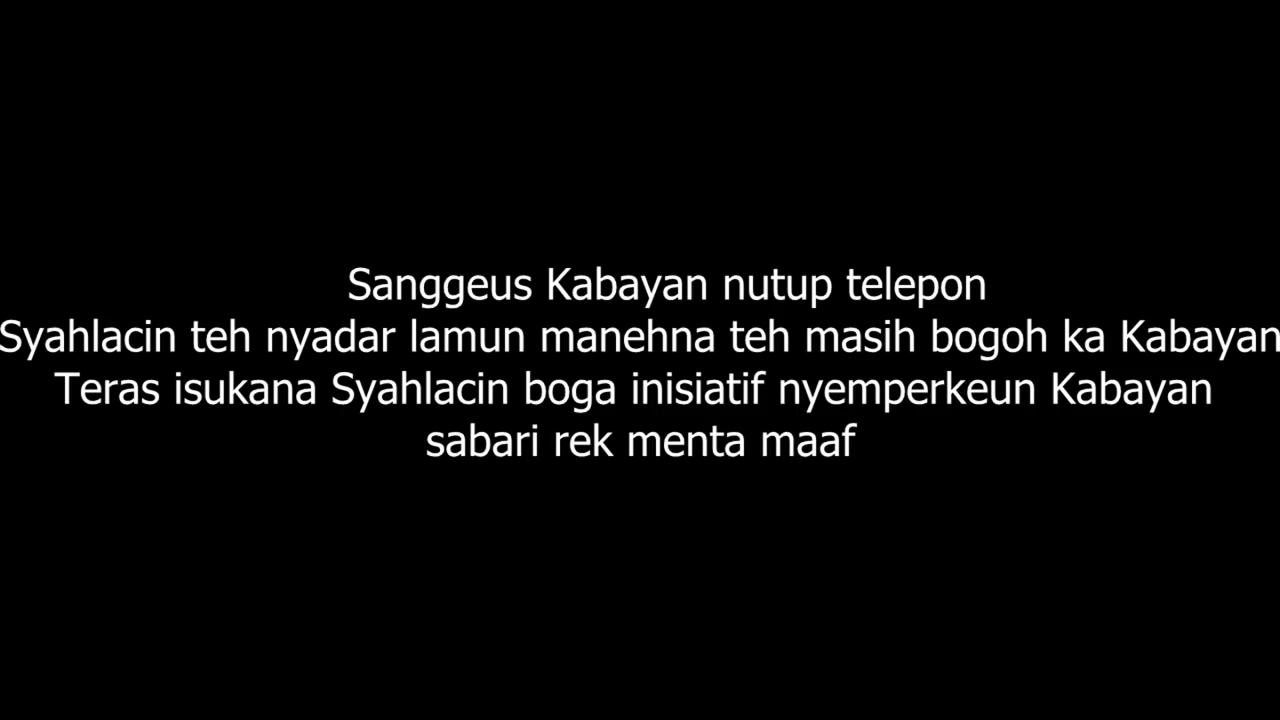 Sanggeus Kabayan nutup telepon
Syahlacin teh nyadar lamun manehna teh masih bogoh ka Kabayan
Teras isukana Syahlacin boga inisiatif nyemperkeun Kabayan
sabari rek menta maaf